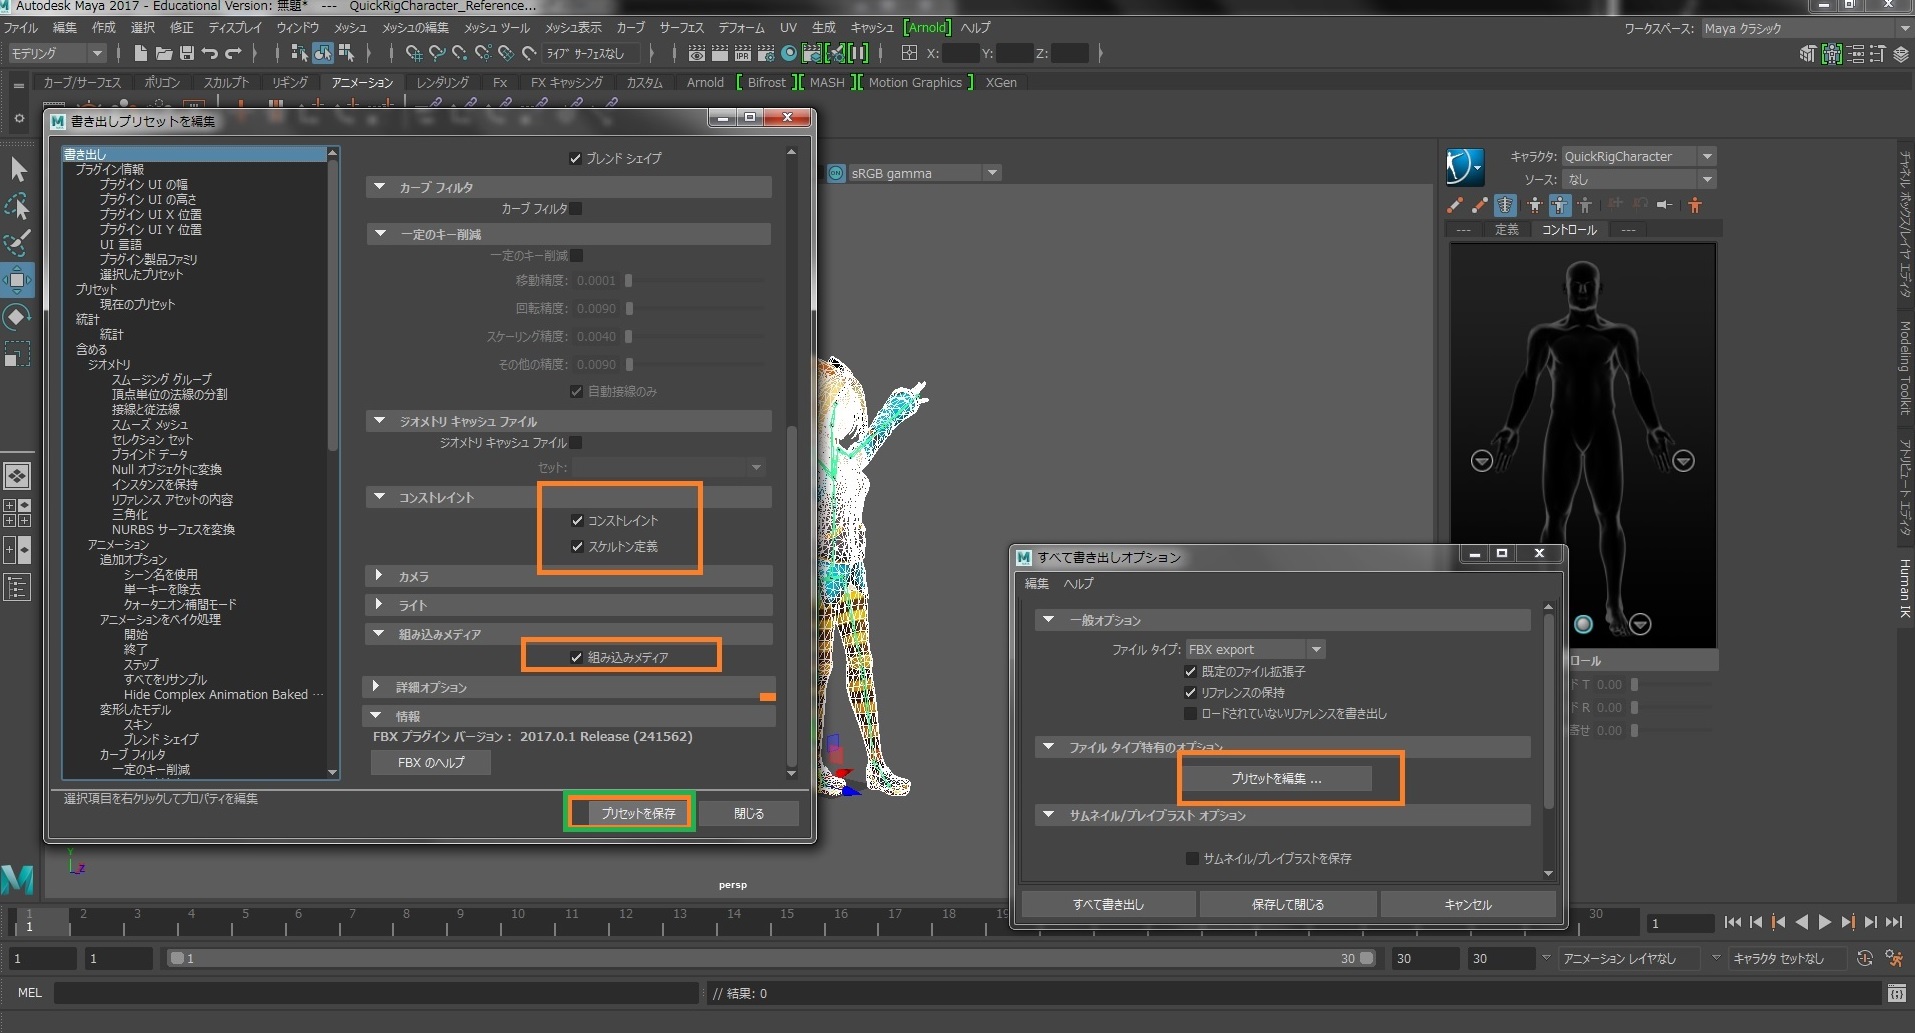 Autodesk Maya 2017 - Educational Version: 無題* --- QuickRigCharacter_Reference...
ファイル 編集 作成 選択 修正 ディスプレイ ウィンドウ メッシュ メッシュの編集 メッシュ ツール メッシュ表示 カーブ サーフェス デフォーム UV 生成 キャッシュ [Arnold] ヘルプ
ワークスペース: Maya クラシック
モデリング
ライブ サーフェスなし
X: Y: Z:
カーブ/サーフェス ポリゴン スカルプト リギング アニメーション レンダリング Fx FX キャッシング カスタム Arnold Bifrost MASH Motion Graphics XGen
書き出しプリセットを編集
書き出し
プラグイン情報
プラグイン UI の幅
プラグイン UI の高さ
プラグイン UI X 位置
プラグイン UI Y 位置
UI 言語
プラグイン製品ファミリ
選択したプリセット
プリセット
現在のプリセット
統計
統計
含める
ジオメトリ
スムージング グループ
頂点単位の法線の分割
接線と従法線
スムーズ メッシュ
セレクション セット
ブラインド データ
Null オブジェクトに変換
インスタンスを保持
リファレンス アセットの内容
三角化
NURBS サーフェスを変換
アニメーション
追加オプション
シーン名を使用
単一キーを除去
クォータニオン補間モード
アニメーションをベイク処理
開始
終了
ステップ
すべてをリサンプル
Hide Complex Animation Baked ...
変形したモデル
スキン
ブレンド シェイプ
カーブ フィルタ
一定のキー削減
選択項目を右クリックしてプロパティを編集
ブレンド シェイプ
カーブ フィルタ
カーブ フィルタ
一定のキー削減
一定のキー削減
移動精度: 0.0001
回転精度: 0.0090
スケーリング精度: 0.0040
その他の精度: 0.0090
自動接線のみ
ジオメトリ キャッシュ ファイル
ジオメトリ キャッシュ ファイル
セット:
コンストレイント
コンストレイント
スケルトン定義
カメラ
ライト
組み込みメディア
組み込みメディア
詳細オプション
情報
FBX プラグイン バージョン : 2017.0.1 Release (241562)
FBX のヘルプ
プリセットを保存 閉じる
ON sRGB gamma
persp
Y
Z
キャラクタ: QuickRigCharacter
ソース: なし
--- 定義 コントロール ---
ロール
ド T 0.00
ド R 0.00
寄せ 0.00
チャネル ボックス/レイヤ エディタ
Modeling Toolkit
アトリビュート エディタ
Human IK
すべて書き出しオプション
編集 ヘルプ
一般オプション
ファイル タイプ: FBX export
既定のファイル拡張子
リファレンスの保持
ロードされていないリファレンスを書き出し
ファイル タイプ特有のオプション
プリセットを編集 ...
サムネイル/プレイブラスト オプション
サムネイル/プレイブラストを保存
すべて書き出し 保存して閉じる キャンセル
1 2 3 4 5 6 7 8 9 10 11 12 13 14 15 16 17 18 19 30
1
1
1 1 1 30 30 30 アニメーション レイヤなし キャラクタ セットなし
MEL // 結果: 0